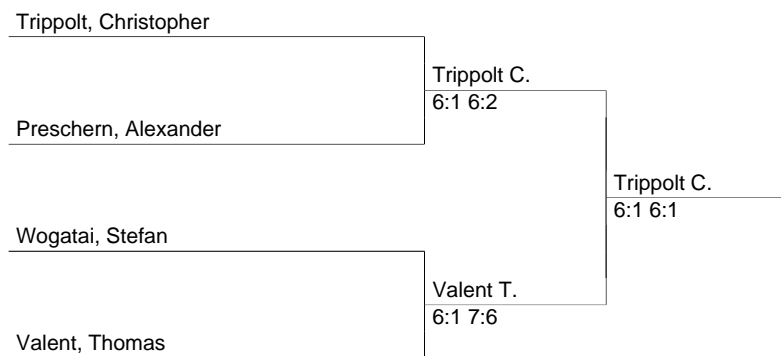 Trippolt, Christopher
Trippolt C.
6:1 6:2
Preschern, Alexander
Trippolt C.
6:1 6:1
Wogatai, Stefan
Valent T.
6:1 7:6
Valent, Thomas